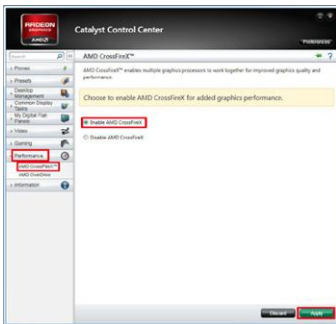 RADEON
GRAPHICS
AMD
Catalyst Control Center
Preferences
Search
AMD CrossFireX™
Pinned
Presets
Desktop
Management
Common Display
Tasks
My Digital Flat
Panels
Video
Gaming
Performance
AMD CrossFireX™
AMD OverDrive
Information
AMD CrossFireX™ enables multiple graphics processors to work together for improved graphics quality and
performance.
Choose to enable AMD CrossFireX for added graphics performance.
Enable AMD CrossFireX
Disable AMD CrossFireX
Discard
Apply